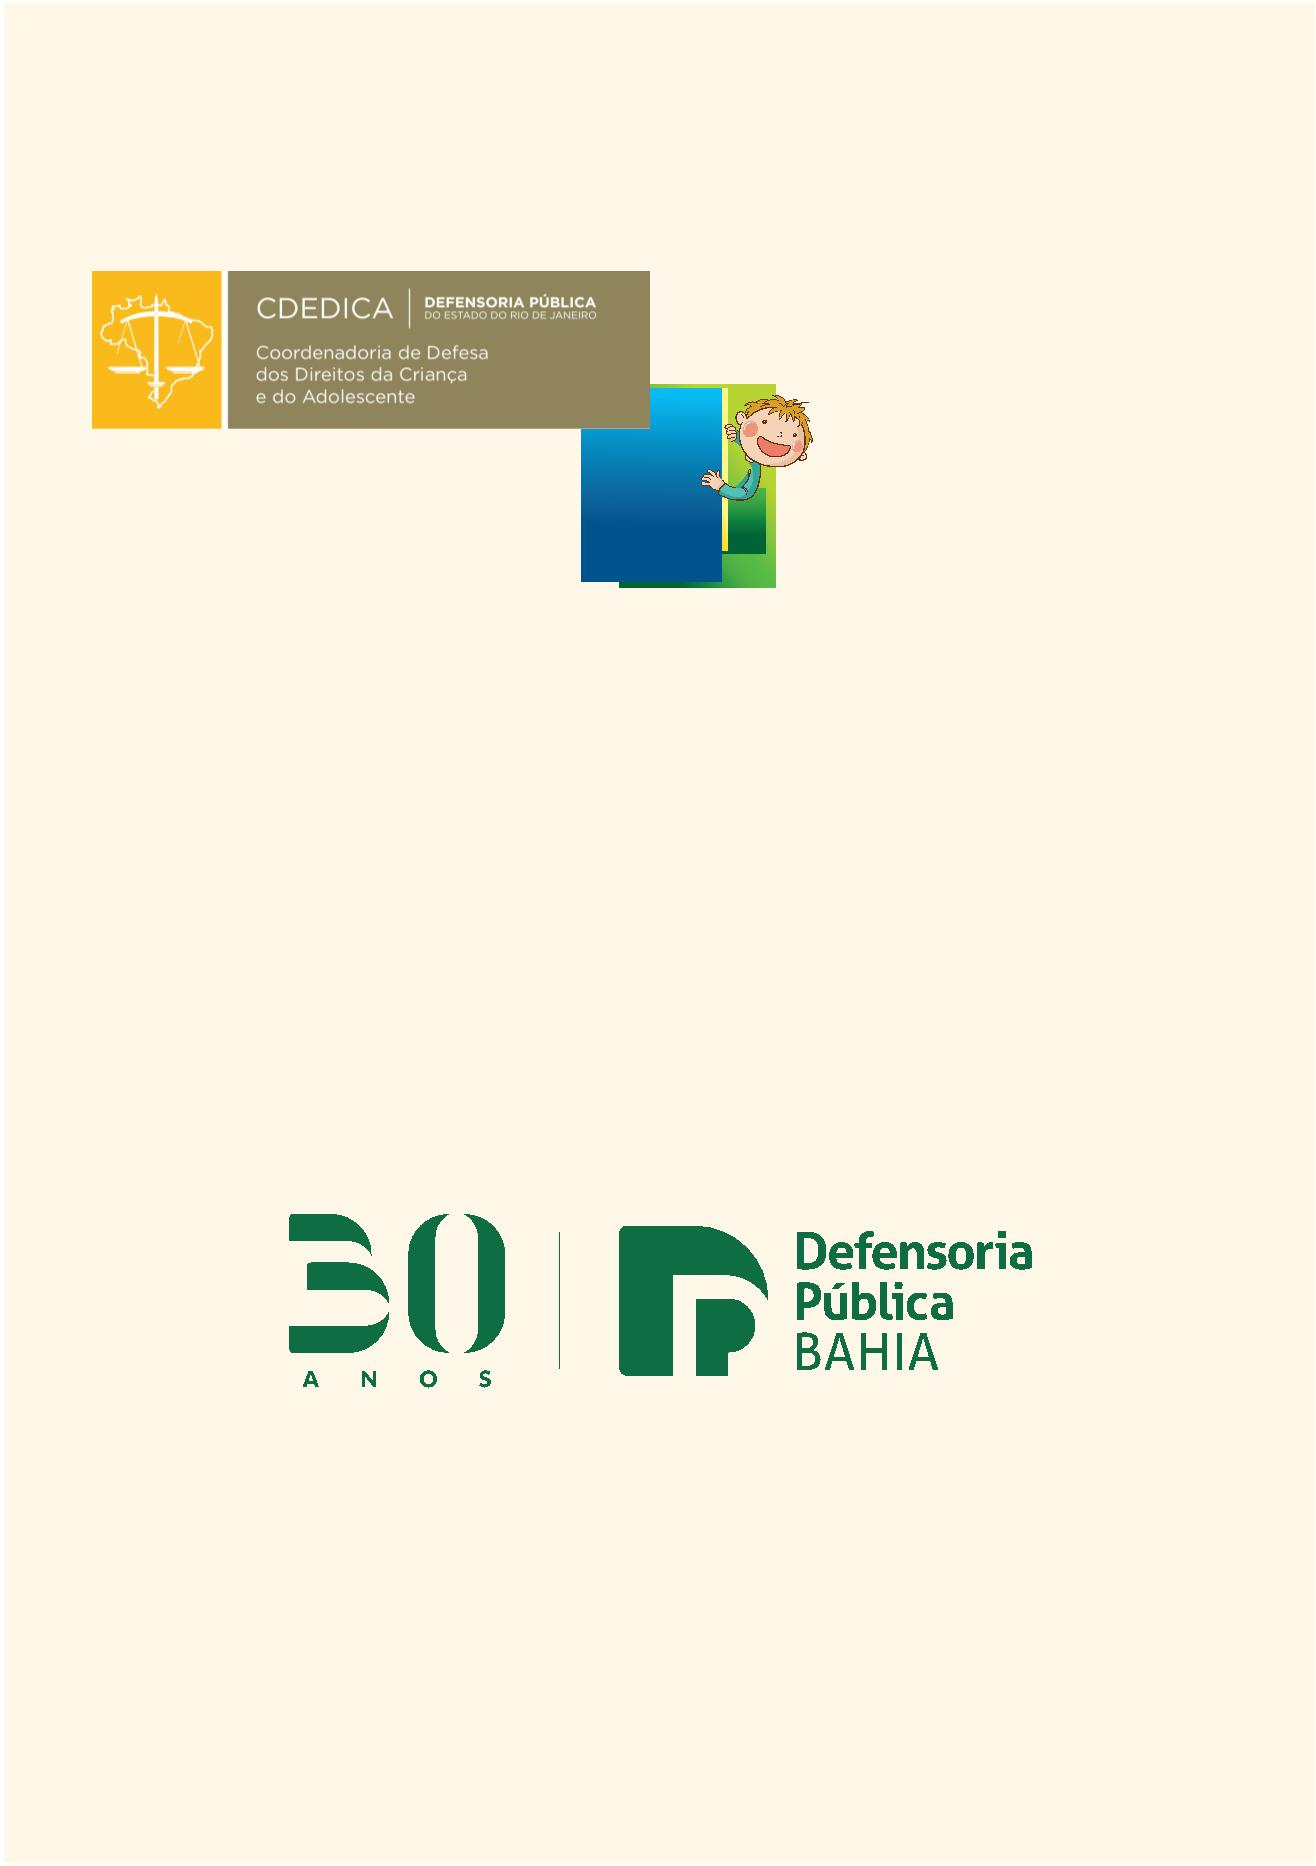 CDEDICA
DEFENSORIA PÚBLICA
DO ESTADO DO RIO DE JANEIRO
Coordenadoria de Defesa
dos Direitos da Criança
e do Adolescente
30
ANOS
Defensoria
Pública
BAHIA